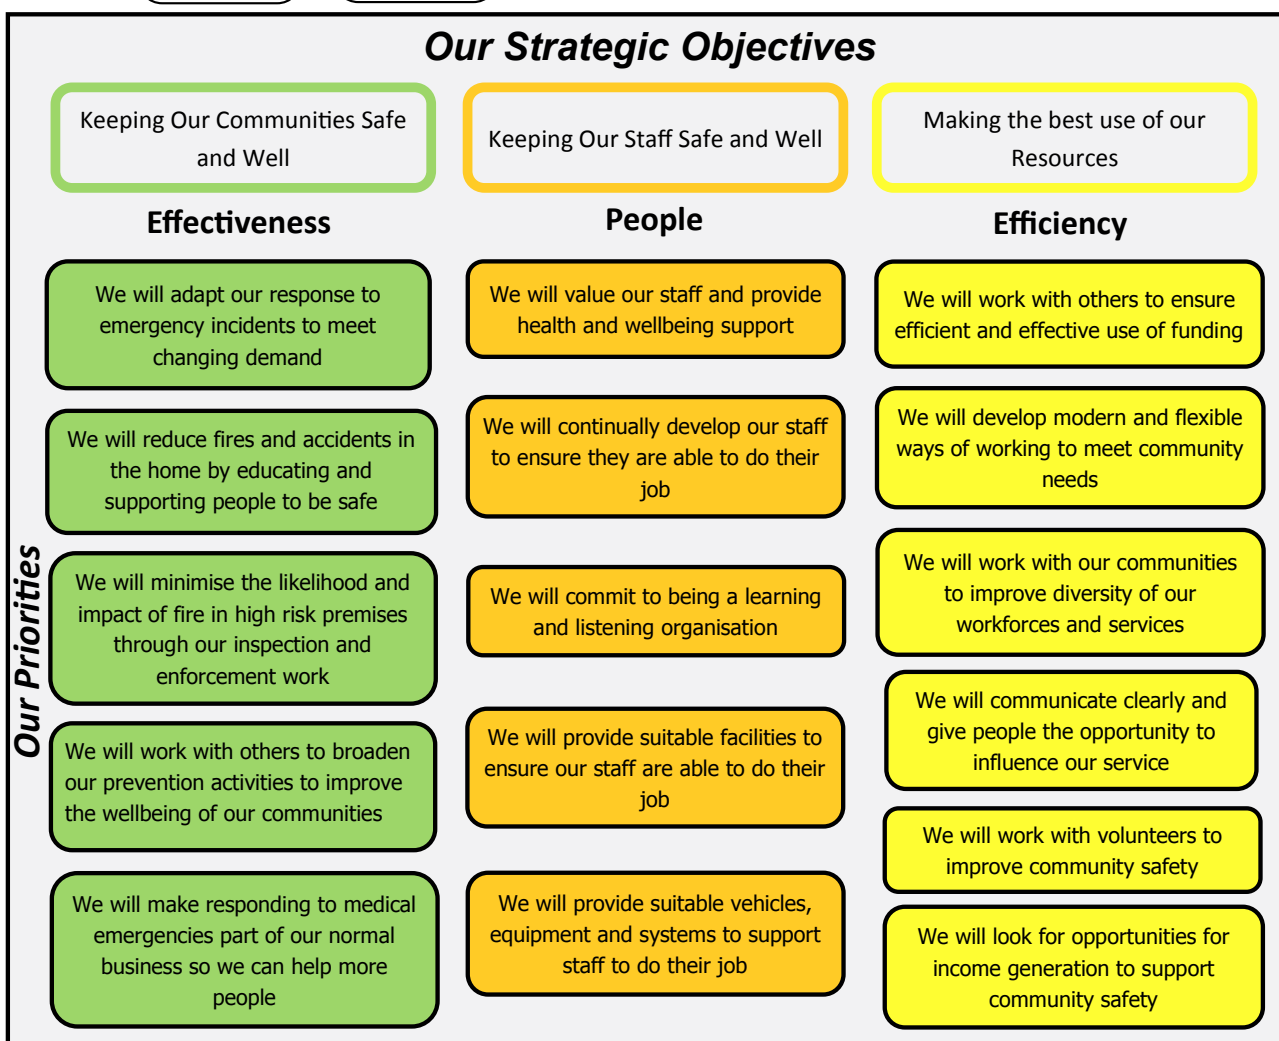 Our Strategic Objectives
Keeping Our Communities Safe
and Well
Keeping Our Staff Safe and Well
Making the best use of our
Resources
Effectiveness
People
Efficiency
Our Priorities
We will adapt our response to
emergency incidents to meet
changing demand
We will reduce fires and accidents in
the home by educating and
supporting people to be safe
We will minimise the likelihood and
impact of fire in high risk premises
through our inspection and
enforcement work
We will work with others to broaden
our prevention activities to improve
the wellbeing of our communities
We will make responding to medical
emergencies part of our normal
business so we can help more
people
We will value our staff and provide
health and wellbeing support
We will continually develop our staff
to ensure they are able to do their
job
We will commit to being a learning
and listening organisation
We will provide suitable facilities to
ensure our staff are able to do their
job
We will provide suitable vehicles,
equipment and systems to support
staff to do their job
We will work with others to ensure
efficient and effective use of funding
We will develop modern and flexible
ways of working to meet community
needs
We will work with our communities
to improve diversity of our
workforces and services
We will communicate clearly and
give people the opportunity to
influence our service
We will work with volunteers to
improve community safety
We will look for opportunities for
income generation to support
community safety